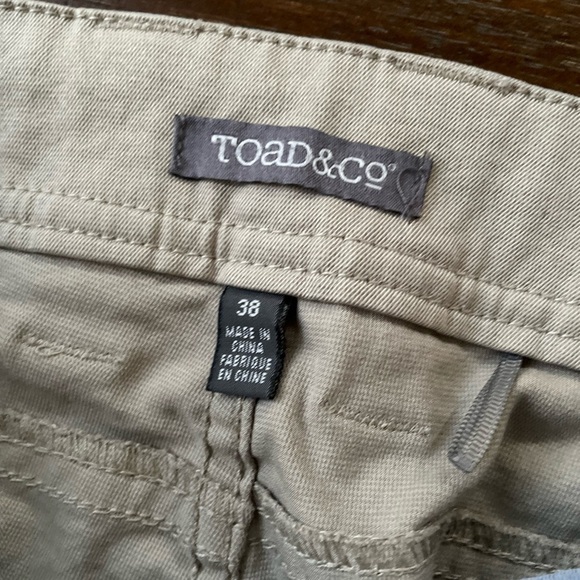 Toad&Co
38
MADE IN
CHINA
FABRIQUE
EN CHINE